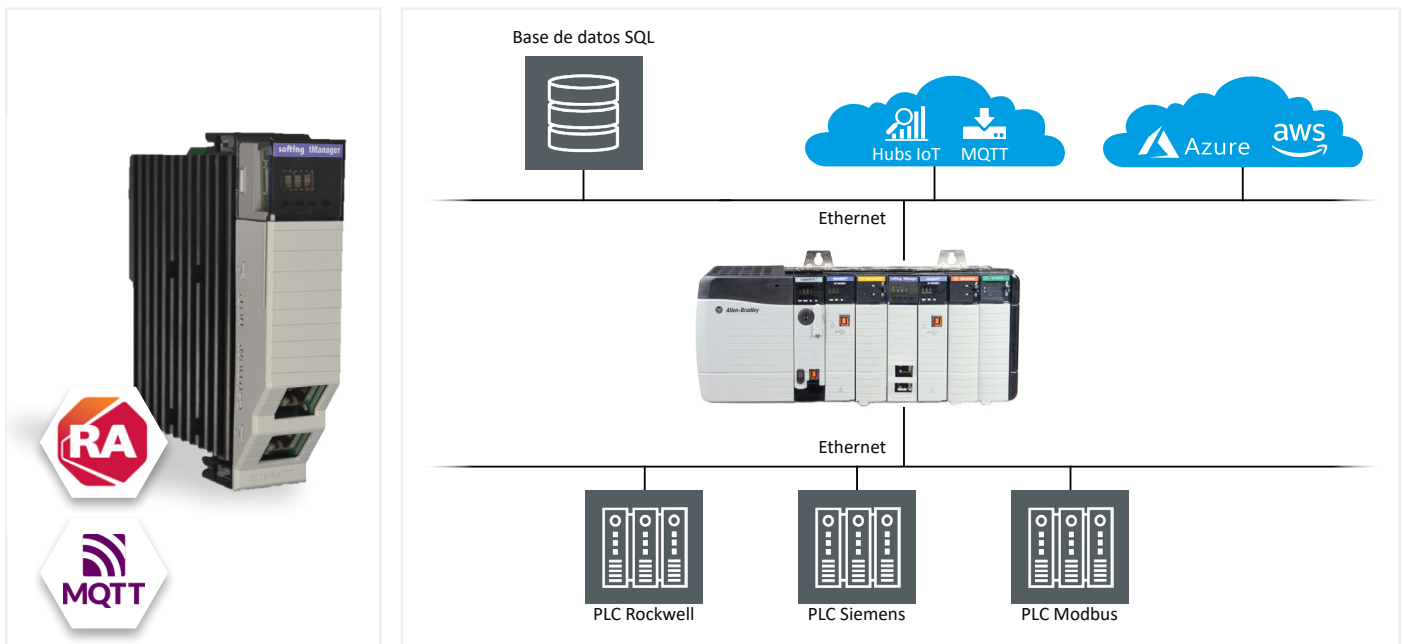 softing tManager
RA
MQTT
Base de datos SQL
Hubs IoT
MQTT
Azure
aws
Ethernet
Allen-Bradley
Ethernet
PLC Rockwell
PLC Siemens
PLC Modbus